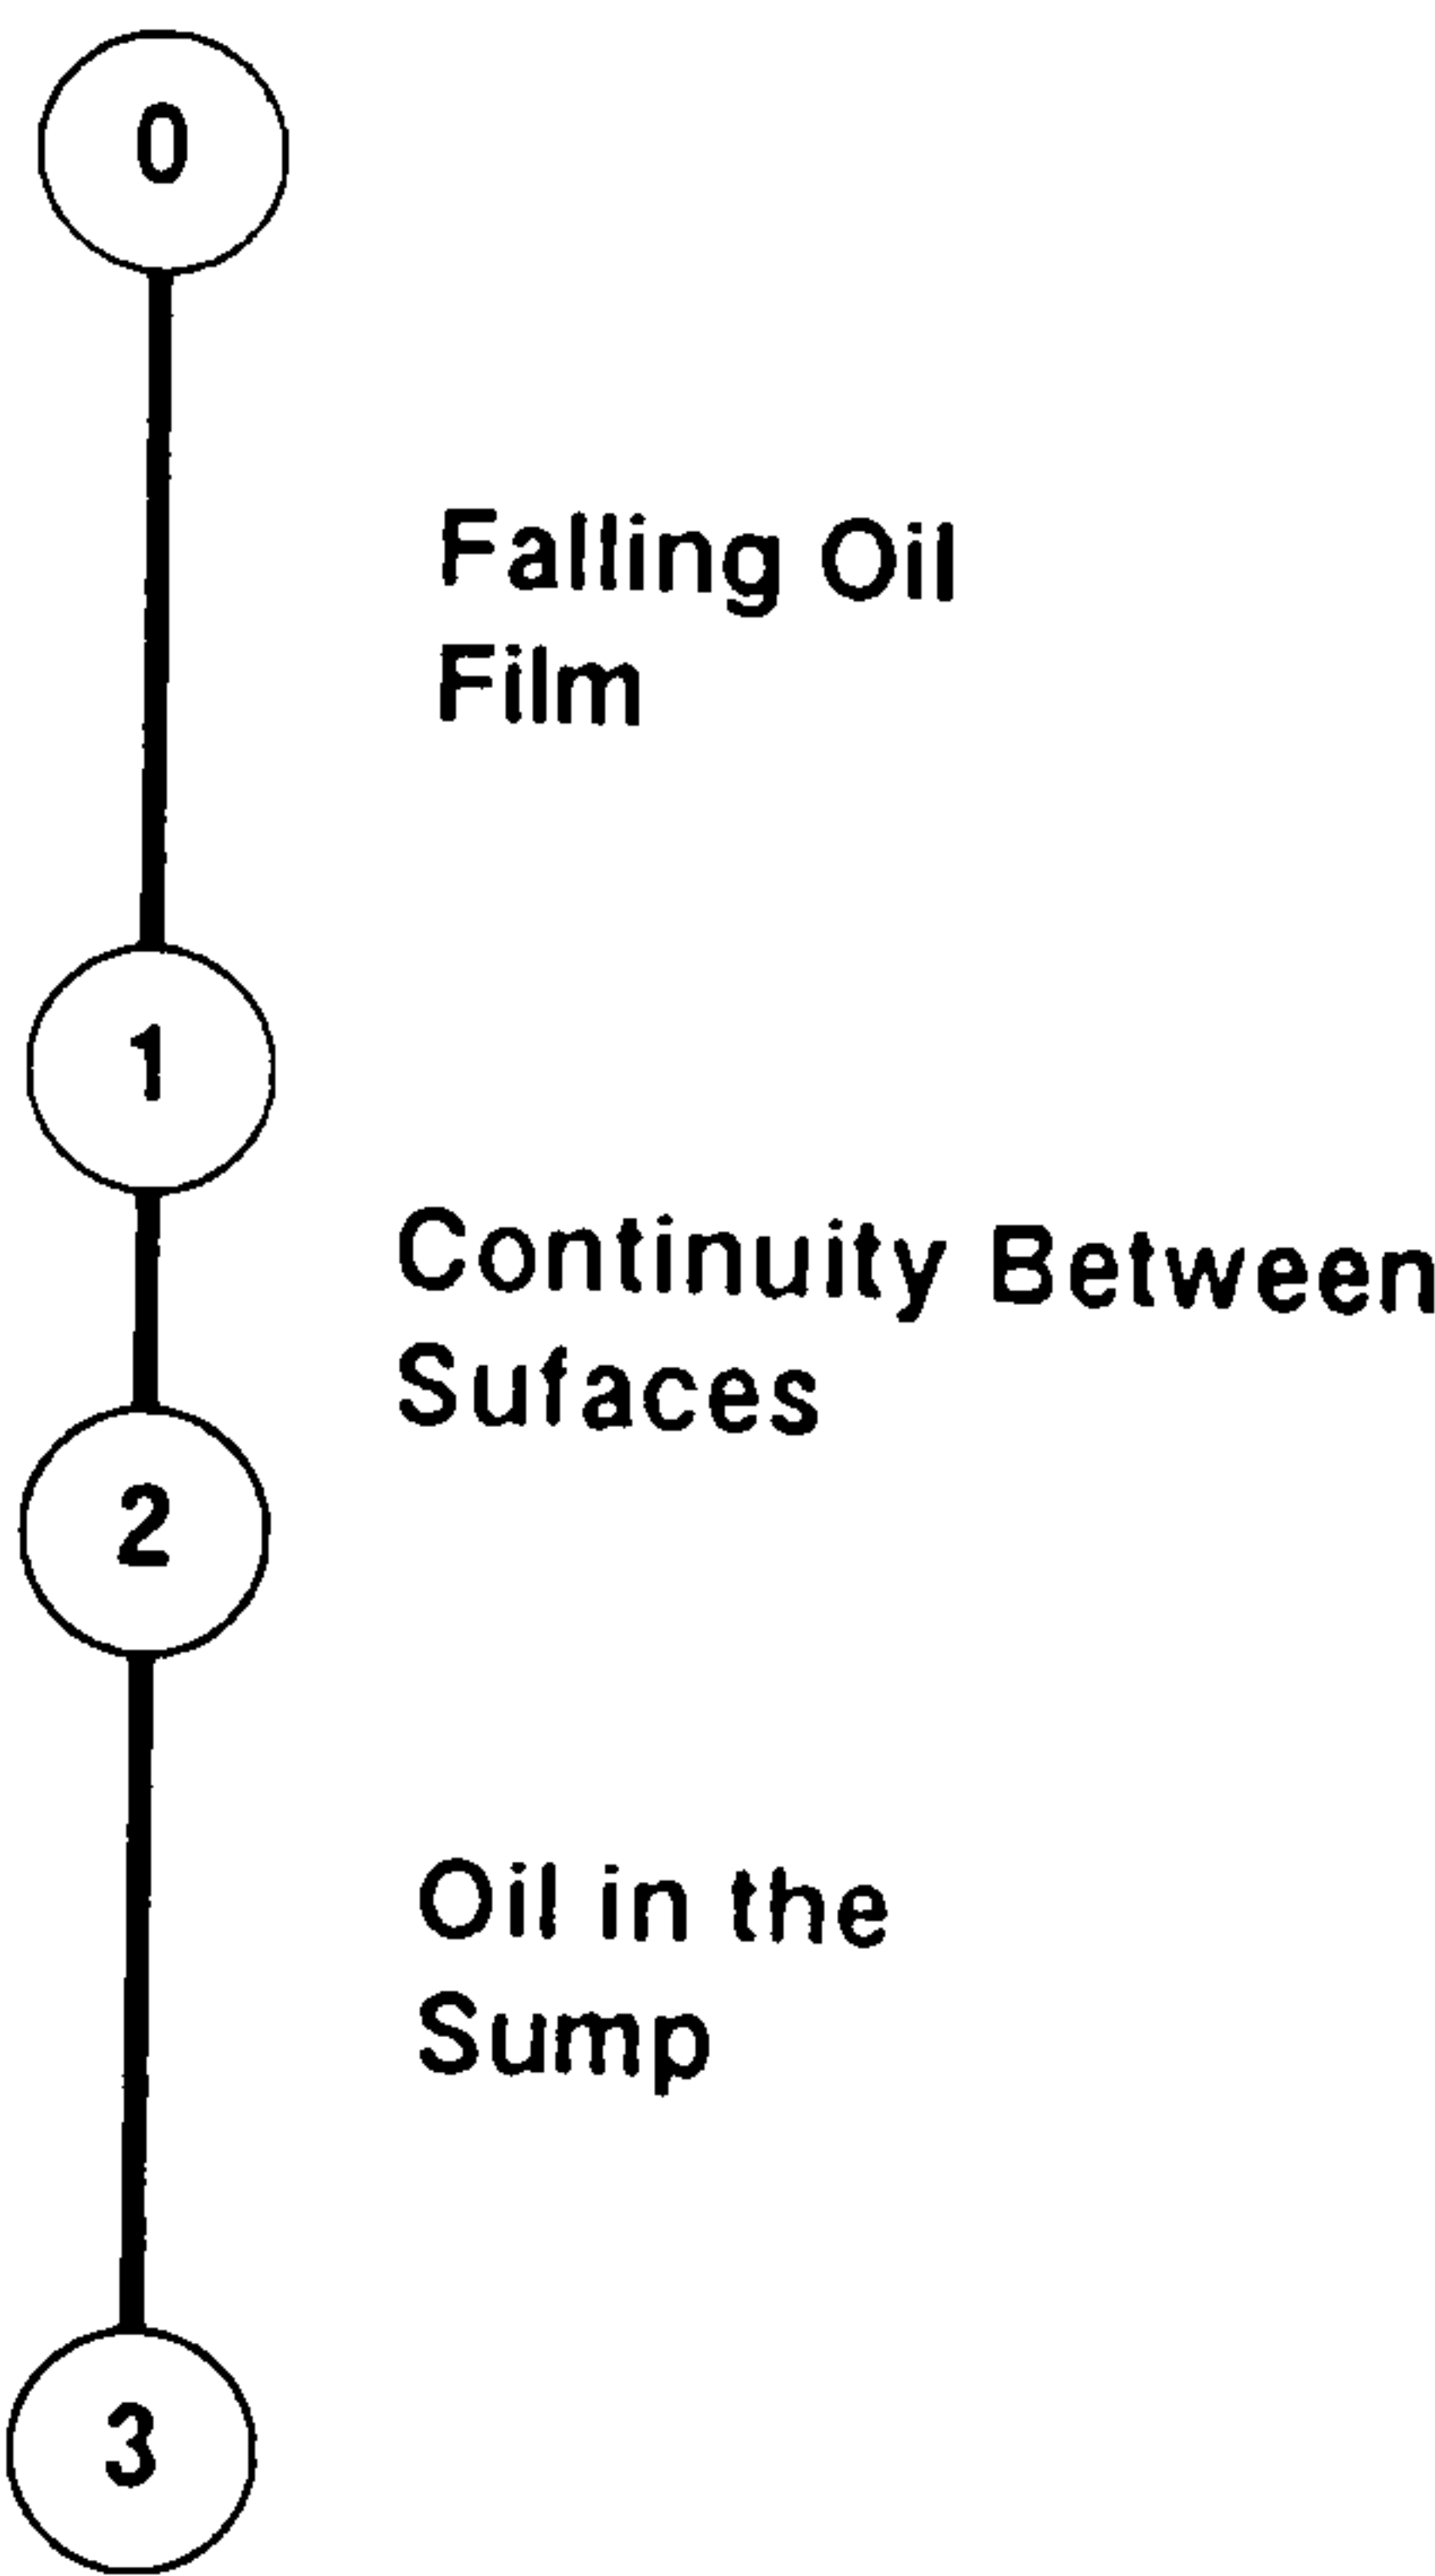 0
Falling Oil
Film
1
Continuity Between
Sufaces
2
Oil in the
Sump
3